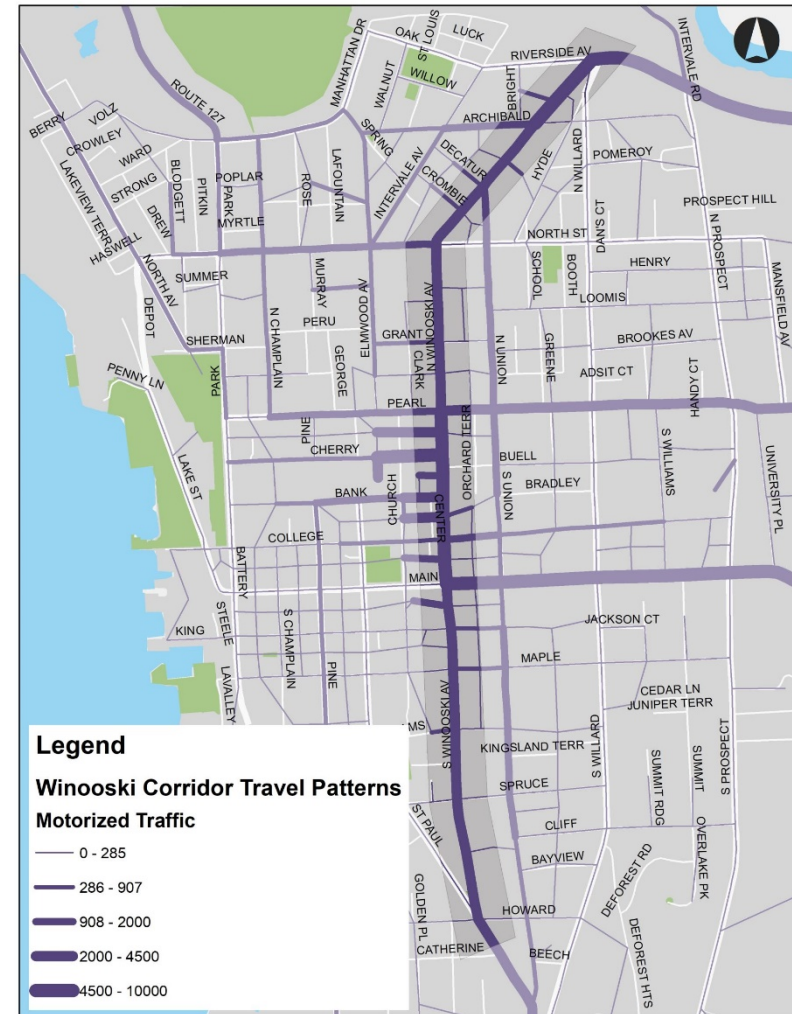 ST LOUIS
LUCK
OAK
MANHATTAN DR
RIVERSIDE AV
WALNUT
WILLOW
INTERVALE RD
ROUTE 127
BRIGHT
ARCHIBALD
SPRING
BERRY
VOLZ
CROWLEY
WARD
LAKEVIEW TERR
STRONG
BLODGETT
PITKIN
POPLAR
PARK
ROSE
LAFOUNTAIN
INTERVALE AV
DECATUR
CROMBIE
HYDE
N WILLARD
POMEROY
DREW
MYRTLE
PROSPECT HILL
HASWELL
NORTH AV
NORTH ST
DAN'S CT
N PROSPECT
SUMMER
MURRAY
ELMWOOD AV
SCHOOL
BOOTH
HENRY
MANSFIELD AV
DEPOT
N CHAMPLAIN
PERU
LOOMIS
SHERMAN
GEORGE
GRANT
CLARK
N WINOOSKI AV
N UNION
GREENE
BROOKES AV
ADSIT CT
HANDY CT
PENNY LN
PARK
PEARL
PINE
CHERRY
ORCHARD TERR
BUELL
S WILLIAMS
LAKE ST
BANK
CHURCH
CENTER
S UNION
BRADLEY
UNIVERSITY PL
COLLEGE
BATTERY
MAIN
KING
STEELE
S CHAMPLAIN
PINE
JACKSON CT
MAPLE
LAVALLEY
S WINOOSKI AV
S WILLARD
CEDAR LN
JUNIPER TERR
S PROSPECT
MS
KINGSLAND TERR
SUMMIT RDG
SUMMIT
SPRUCE
ST PAUL
CLIFF
BAYVIEW
OVERLAKE PK
DEFOREST RD
GOLDEN PL
HOWARD
CATHERINE
BEECH
DEFOREST HTS
Legend
Winooski Corridor Travel Patterns
Motorized Traffic
0 - 285
286 - 907
908 - 2000
2000 - 4500
4500 - 10000